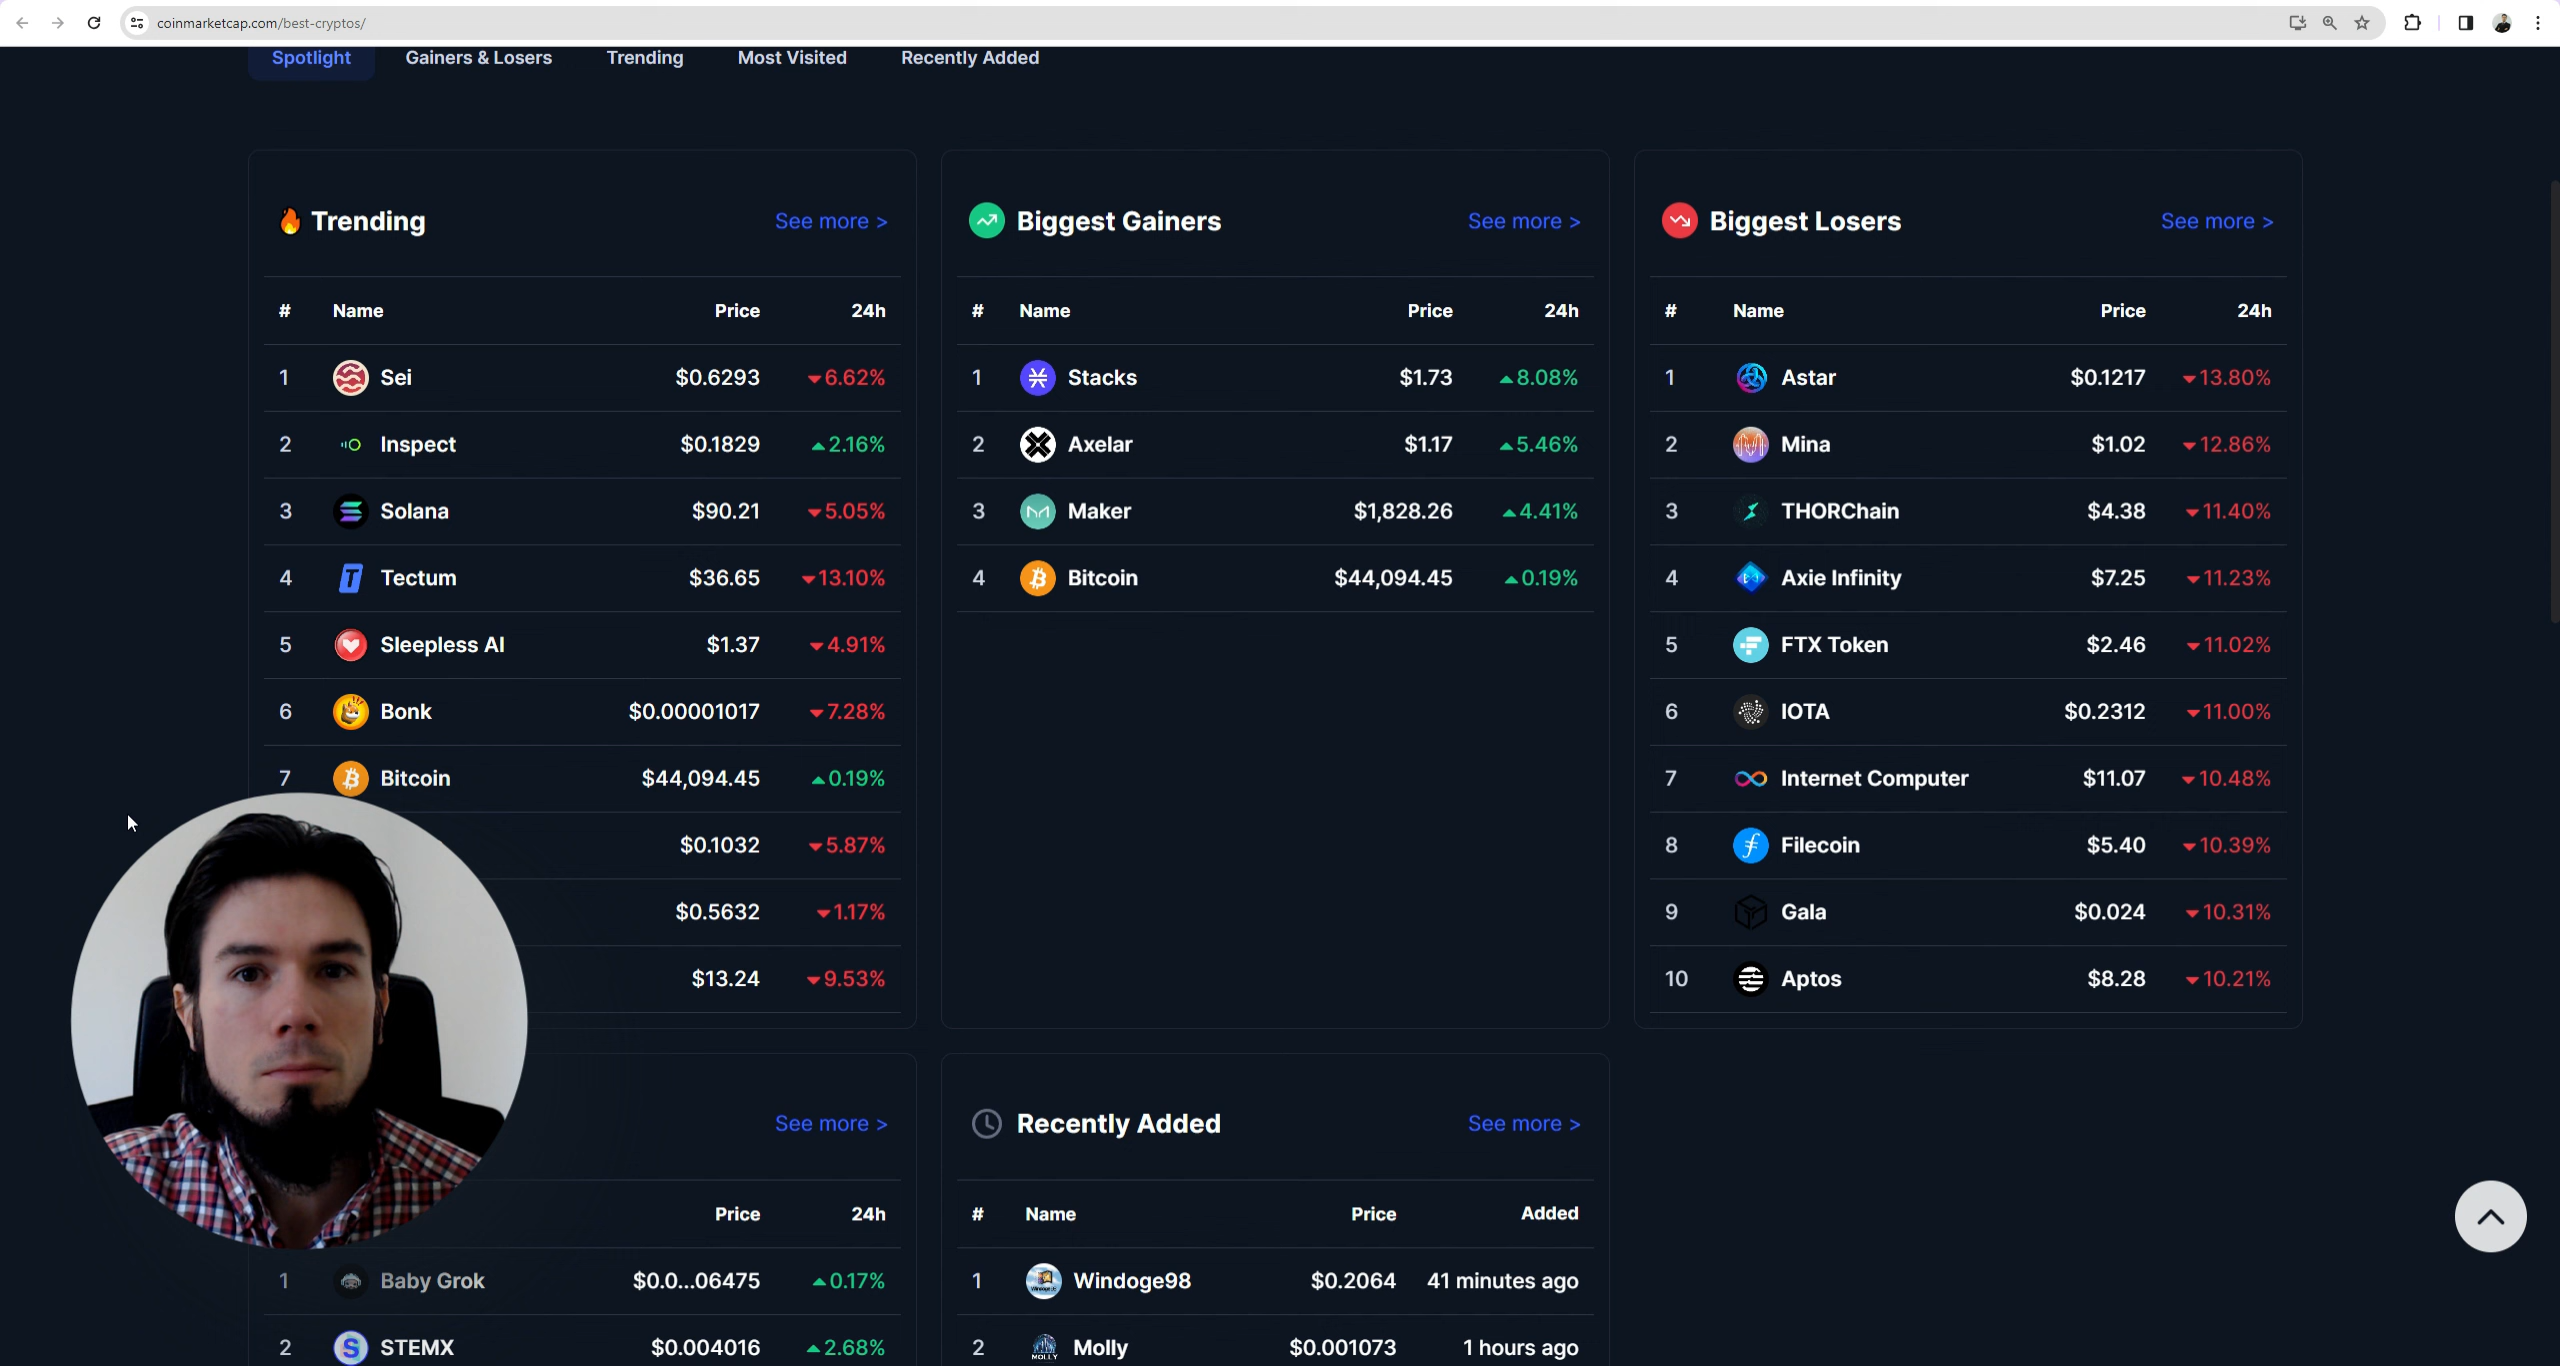 coinmarketcap.com/best-cryptos/
Spotlight Gainers & Losers Trending Most Visited Recently Added
Trending See more >
# Name Price 24h
1 Sei $0.6293 6.62%
2 Inspect $0.1829 2.16%
3 Solana $90.21 5.05%
4 Tectum $36.65 13.10%
5 Sleepless AI $1.37 4.91%
6 Bonk $0.00001017 7.28%
7 Bitcoin $44,094.45 0.19%
$0.1032 5.87%
$0.5632 1.17%
$13.24 9.53%
Biggest Gainers See more >
# Name Price 24h
1 Stacks $1.73 8.08%
2 Axelar $1.17 5.46%
3 Maker $1,828.26 4.41%
4 Bitcoin $44,094.45 0.19%
Biggest Losers See more >
# Name Price 24h
1 Astar $0.1217 13.80%
2 Mina $1.02 12.86%
3 THORChain $4.38 11.40%
4 Axie Infinity $7.25 11.23%
5 FTX Token $2.46 11.02%
6 IOTA $0.2312 11.00%
7 Internet Computer $11.07 10.48%
8 Filecoin $5.40 10.39%
9 Gala $0.024 10.31%
10 Aptos $8.28 10.21%
See more >
Price 24h
1 Baby Grok $0.0...06475 0.17%
2 STEMX $0.004016 2.68%
Recently Added See more >
# Name Price Added
1 Windoge98 $0.2064 41 minutes ago
2 MOLLY Molly $0.001073 1 hours ago